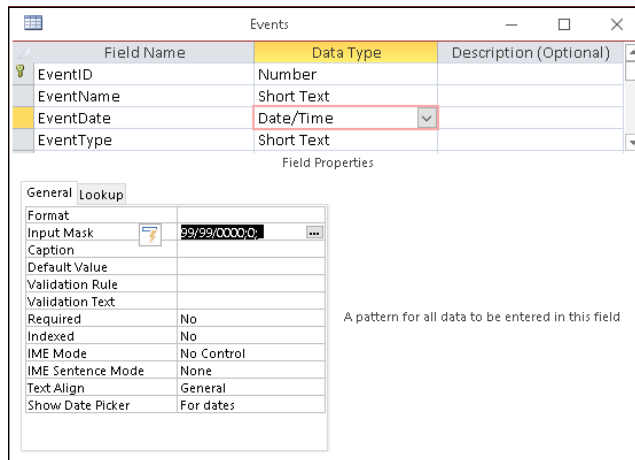 Events
Field Name Data Type Description (Optional)
EventID Number
EventName Short Text
EventDate Date/Time
EventType Short Text
Field Properties
General Lookup
Format
Input Mask 99/99/0000;0;_ ...
Caption
Default Value
Validation Rule
Validation Text
Required No
Indexed No
IME Mode No Control
IME Sentence Mode None
Text Align General
Show Date Picker For dates
A pattern for all data to be entered in this field